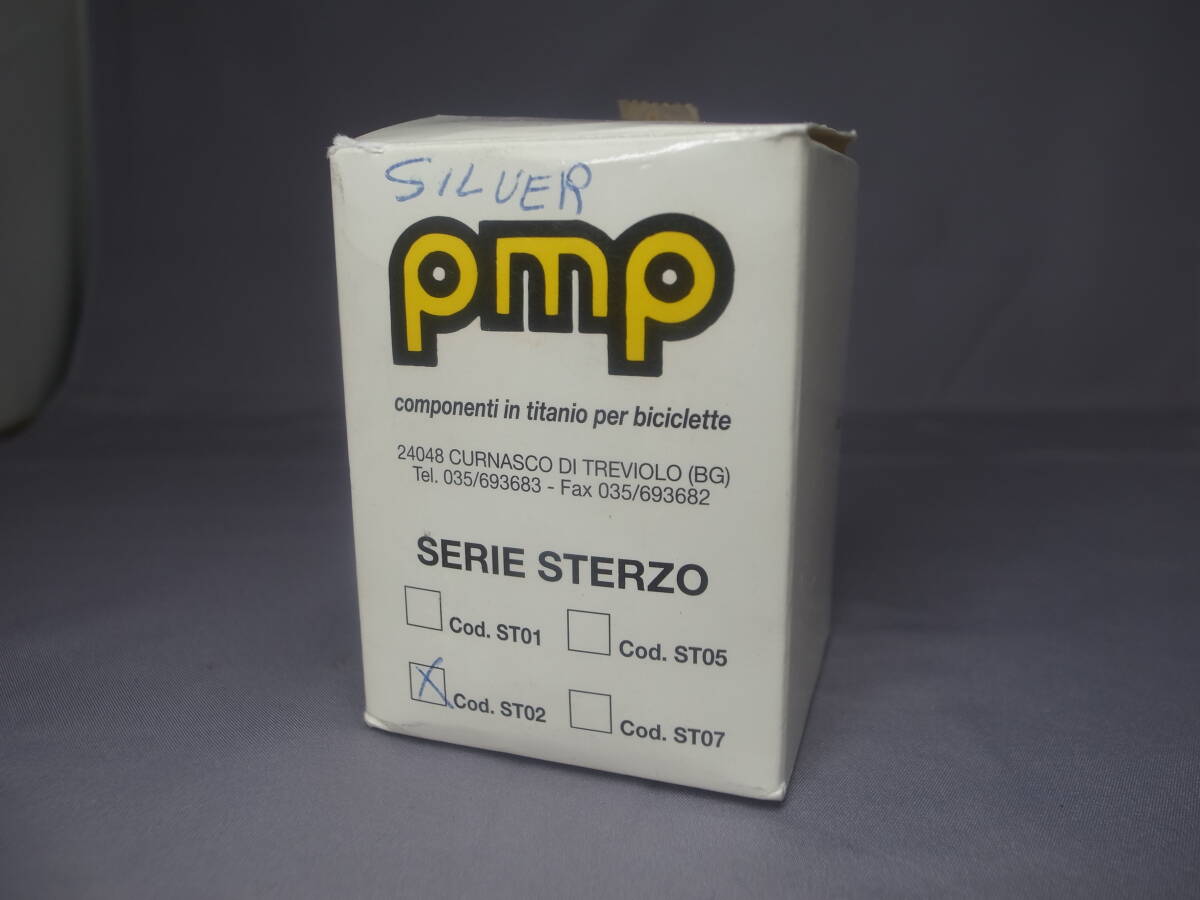 SILVER
pmp
componenti in titanio per biciclette
24048 CURNASCO DI TREVIOLO (BG)
Tel. 035/693683 - Fax 035/693682
SERIE STERZO
Cod. ST01
Cod. ST05
X Cod. ST02
Cod. ST07